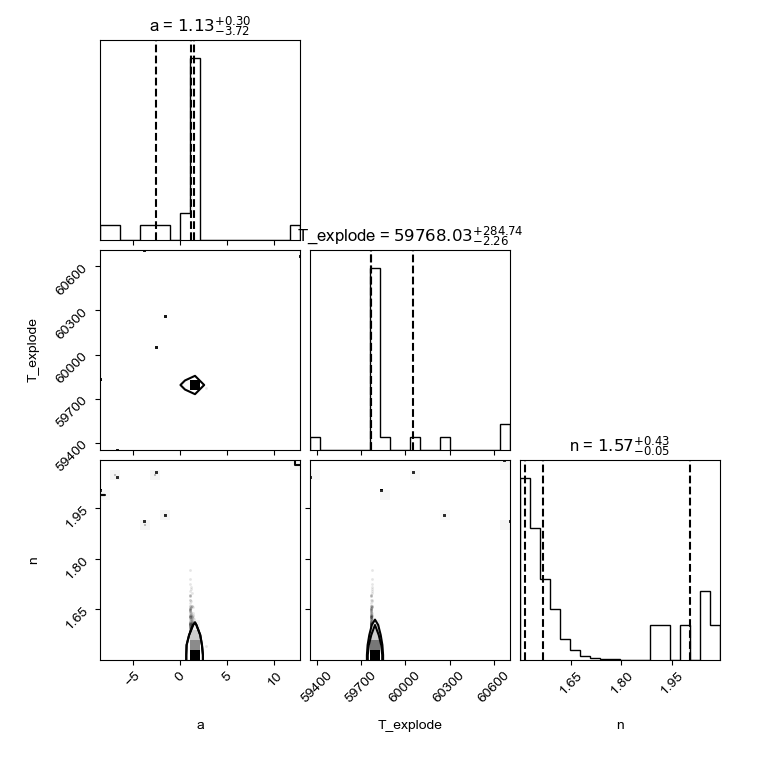 a = 1.13+0.30−3.72
T_explode = 59768.03+284.74−2.26
60600
60300
60000
59700
59400
T_explode
n = 1.57+0.43−0.05
1.95
1.80
1.65
n
−5 0 5 10
59400 59700 60000 60300 60600
1.65 1.80 1.95
a T_explode n